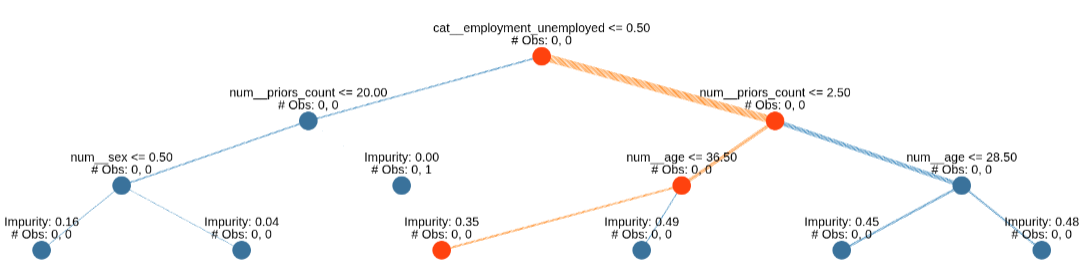 cat__employment_unemployed <= 0.50
# Obs: 0, 0
num__priors_count <= 20.00
# Obs: 0, 0
num__priors_count <= 2.50
# Obs: 0, 0
num__sex <= 0.50
# Obs: 0, 0
Impurity: 0.00
# Obs: 0, 1
num__age <= 36.50
# Obs: 0, 0
num__age <= 28.50
# Obs: 0, 0
Impurity: 0.16
# Obs: 0, 0
Impurity: 0.04
# Obs: 0, 0
Impurity: 0.35
# Obs: 0, 0
Impurity: 0.49
# Obs: 0, 0
Impurity: 0.45
# Obs: 0, 0
Impurity: 0.48
# Obs: 0, 0